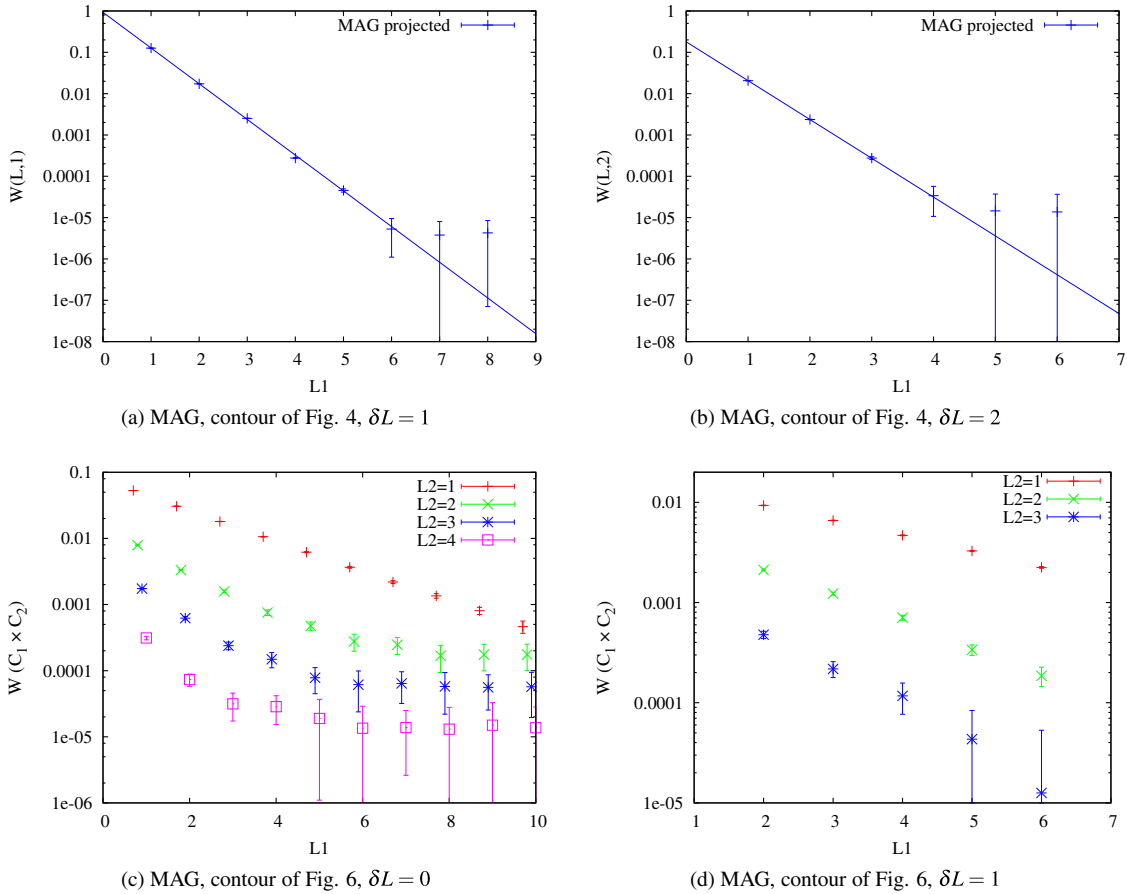 1
0.1
0.01
0.001
0.0001
1e-05
1e-06
1e-07
1e-08
0 1 2 3 4 5 6 7 8 9
W(L,1)
L1
MAG projected
(a) MAG, contour of Fig. 4, δL = 1
1
0.1
0.01
0.001
0.0001
1e-05
1e-06
1e-07
1e-08
0 1 2 3 4 5 6 7
W(L,2)
L1
MAG projected
(b) MAG, contour of Fig. 4, δL = 2
0.1
0.01
0.001
0.0001
1e-05
1e-06
0 2 4 6 8 10
W (C₁ × C₂)
L1
L2=1
L2=2
L2=3
L2=4
(c) MAG, contour of Fig. 6, δL = 0
0.01
0.001
0.0001
1e-05
1 2 3 4 5 6 7
W (C₁ × C₂)
L1
L2=1
L2=2
L2=3
(d) MAG, contour of Fig. 6, δL = 1